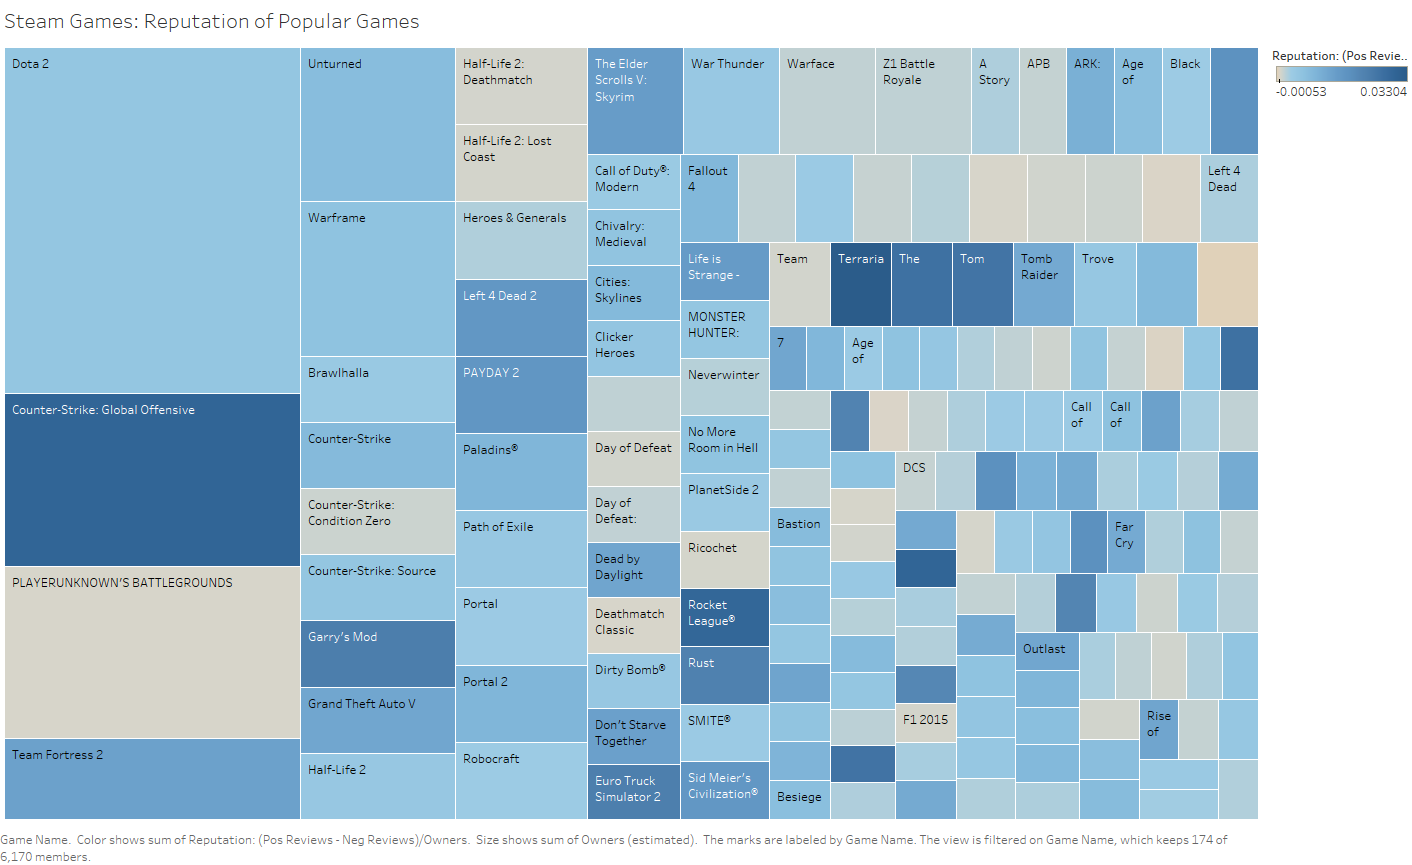 Steam Games: Reputation of Popular Games
Dota 2
Counter-Strike: Global Offensive
PLAYERUNKNOWN'S BATTLEGROUNDS
Team Fortress 2
Unturned
Warframe
Brawlhalla
Counter-Strike
Counter-Strike:
Condition Zero
Counter-Strike: Source
Garry's Mod
Grand Theft Auto V
Half-Life 2
Half-Life 2:
Deathmatch
Half-Life 2: Lost
Coast
Heroes & Generals
Left 4 Dead 2
PAYDAY 2
Paladins®
Path of Exile
Portal
Portal 2
Robocraft
The Elder
Scrolls V:
Skyrim
Call of Duty®:
Modern
Chivalry:
Medieval
Cities:
Skylines
Clicker
Heroes
Day of Defeat
Day of
Defeat:
Dead by
Daylight
Deathmatch
Classic
Dirty Bomb®
Don't Starve
Together
Euro Truck
Simulator 2
War Thunder
Warface
Z1 Battle
Royale
A
Story
APB
ARK:
Age
of
Black
Fallout
4
Left 4
Dead
Life is
Strange -
MONSTER
HUNTER:
Neverwinter
No More
Room in Hell
PlanetSide 2
Ricochet
Rocket
League®
Rust
SMITE®
Sid Meier's
Civilization®
Team
Terraria
The
Tom
Tomb
Raider
Trove
7
Age
of
Call
of
Call
of
DCS
Bastion
Far
Cry
Outlast
F1 2015
Rise
of
Besiege
Reputation: (Pos Revie..
-0.00053
0.03304
Game Name.  Color shows sum of Reputation: (Pos Reviews - Neg Reviews)/Owners.  Size shows sum of Owners (estimated).  The marks are labeled by Game Name. The view is filtered on Game Name, which keeps 174 of
6,170 members.